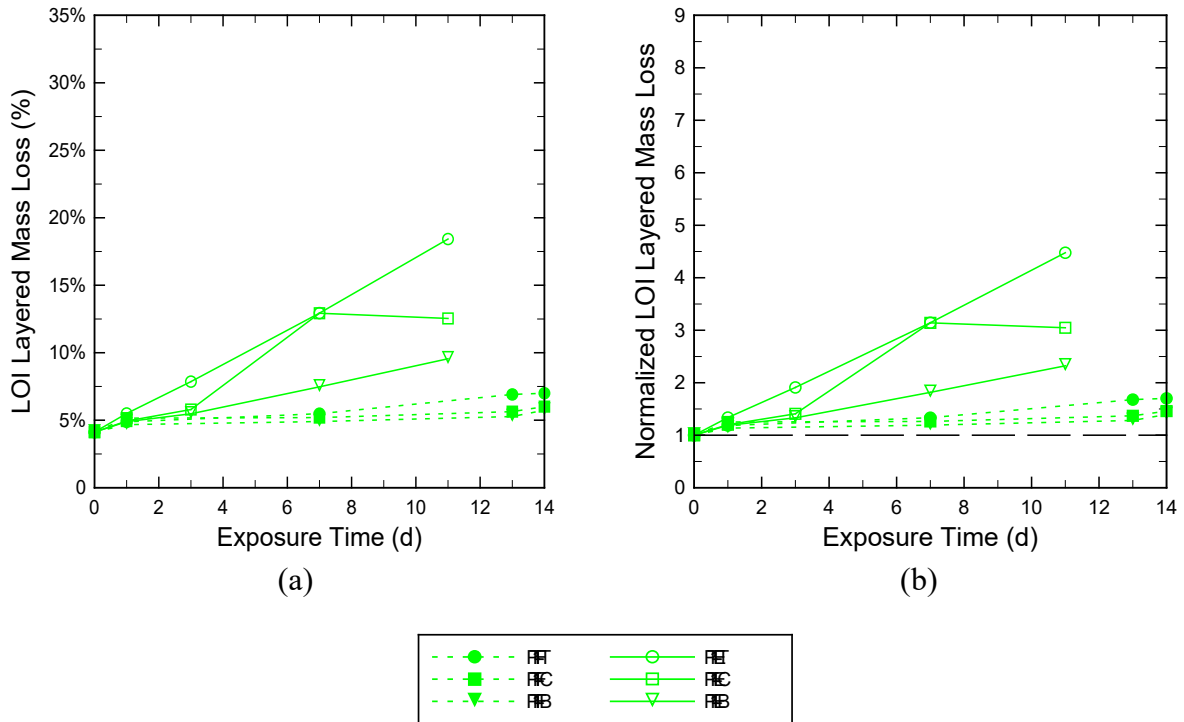 35%
30%
25%
20%
15%
10%
5%
0
LOI Layered Mass Loss (%)
0 2 4 6 8 10 12 14
Exposure Time (d)
(a)
9
8
7
6
5
4
3
2
1
0
Normalized LOI Layered Mass Loss
0 2 4 6 8 10 12 14
Exposure Time (d)
(b)